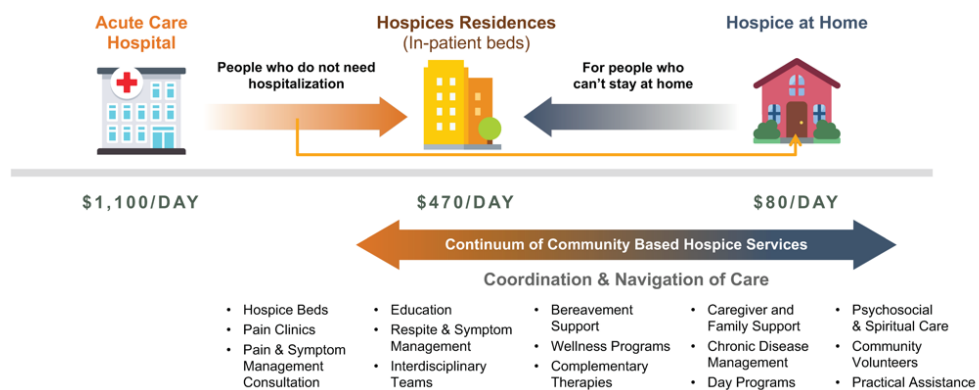 Acute Care
Hospital
Hospices Residences
(In-patient beds)
Hospice at Home
People who do not need
hospitalization
For people who
can't stay at home
$1,100/DAY
$470/DAY
$80/DAY
Continuum of Community Based Hospice Services
Coordination & Navigation of Care
• Hospice Beds
• Pain Clinics
• Pain & Symptom
Management
Consultation
• Education
• Respite & Symptom
Management
• Interdisciplinary
Teams
• Bereavement
Support
• Wellness Programs
• Complementary
Therapies
• Caregiver and
Family Support
• Chronic Disease
Management
• Day Programs
• Psychosocial
& Spiritual Care
• Community
Volunteers
• Practical Assistance